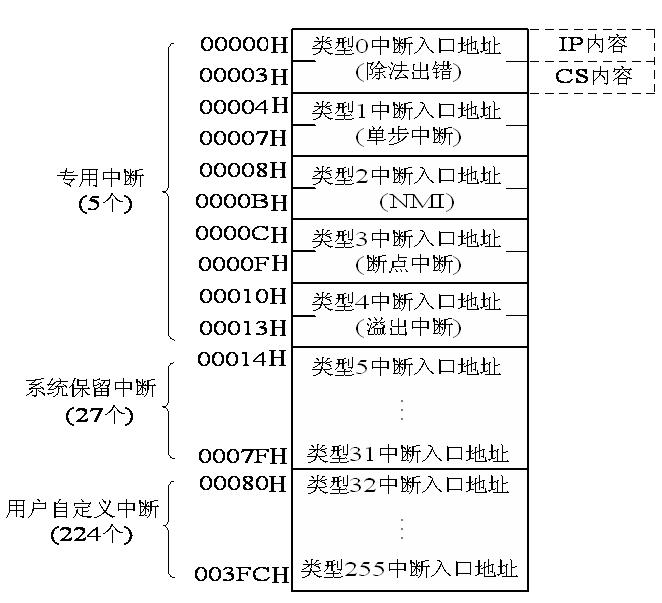 00000H 类型0中断入口地址 IP内容
00003H (除法出错) CS内容
00004H 类型1中断入口地址
00007H (单步中断)
00008H 类型2中断入口地址
专用中断
(5个) 0000BH (NMI)
0000CH 类型3中断入口地址
0000FH (断点中断)
00010H 类型4中断入口地址
00013H (溢出中断)
00014H 类型5中断入口地址
系统保留中断
(27个) ⋮
0007FH 类型31中断入口地址
00080H 类型32中断入口地址
用户自定义中断
(224个) ⋮
003FCH 类型255中断入口地址